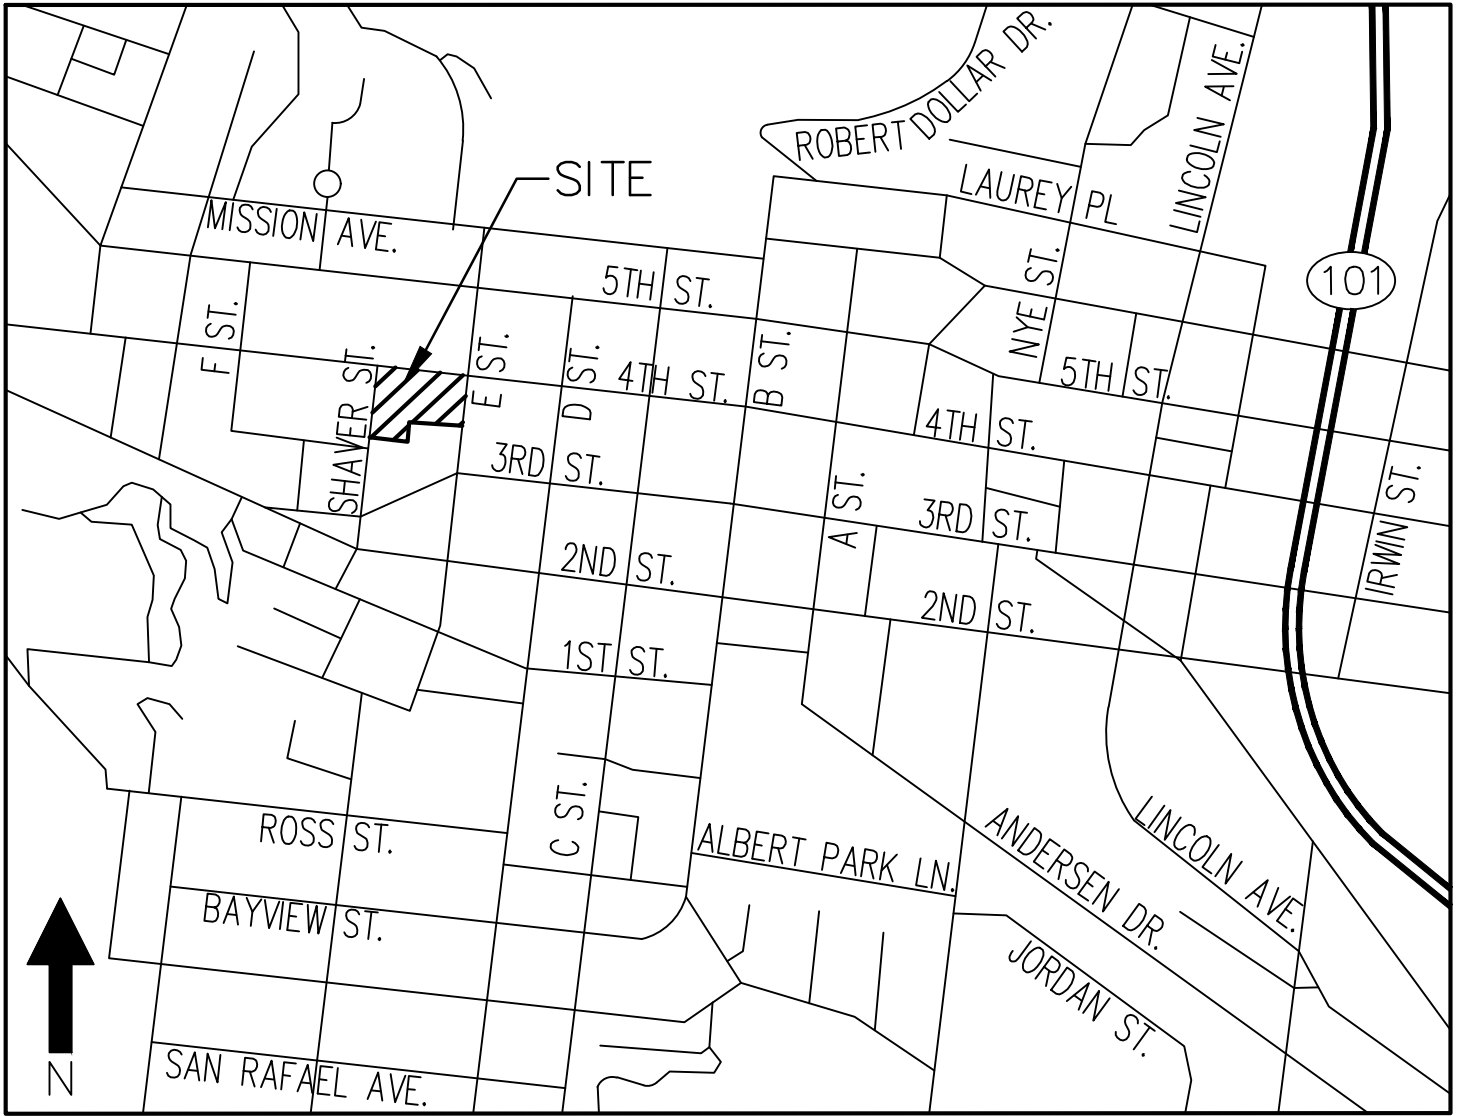 ROBERT DOLLAR DR.
LINCOLN AVE.
SITE
LAUREY PL
MISSION AVE.
5TH ST.
NYE ST.
101
F ST.
SHAVER ST.
E ST.
D ST.
4TH ST.
B ST.
5TH ST.
4TH ST.
3RD ST.
A ST.
3RD ST.
IRWIN ST.
2ND ST.
2ND ST.
1ST ST.
C ST.
ROSS ST.
ALBERT PARK LN.
ANDERSEN DR.
LINCOLN AVE.
BAYVIEW ST.
JORDAN ST.
N
SAN RAFAEL AVE.